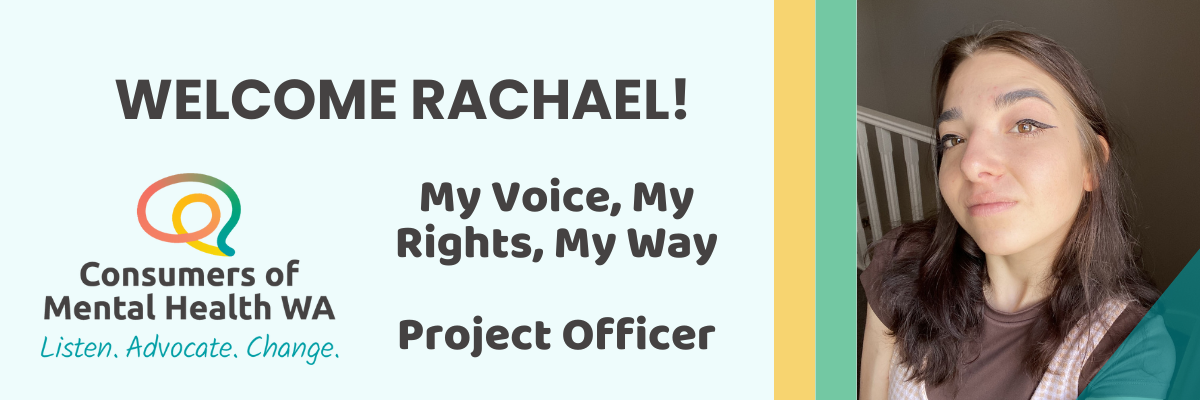 WELCOME RACHAEL!
Consumers of
Mental Health WA
Listen. Advocate. Change.
My Voice, My
Rights, My Way
Project Officer